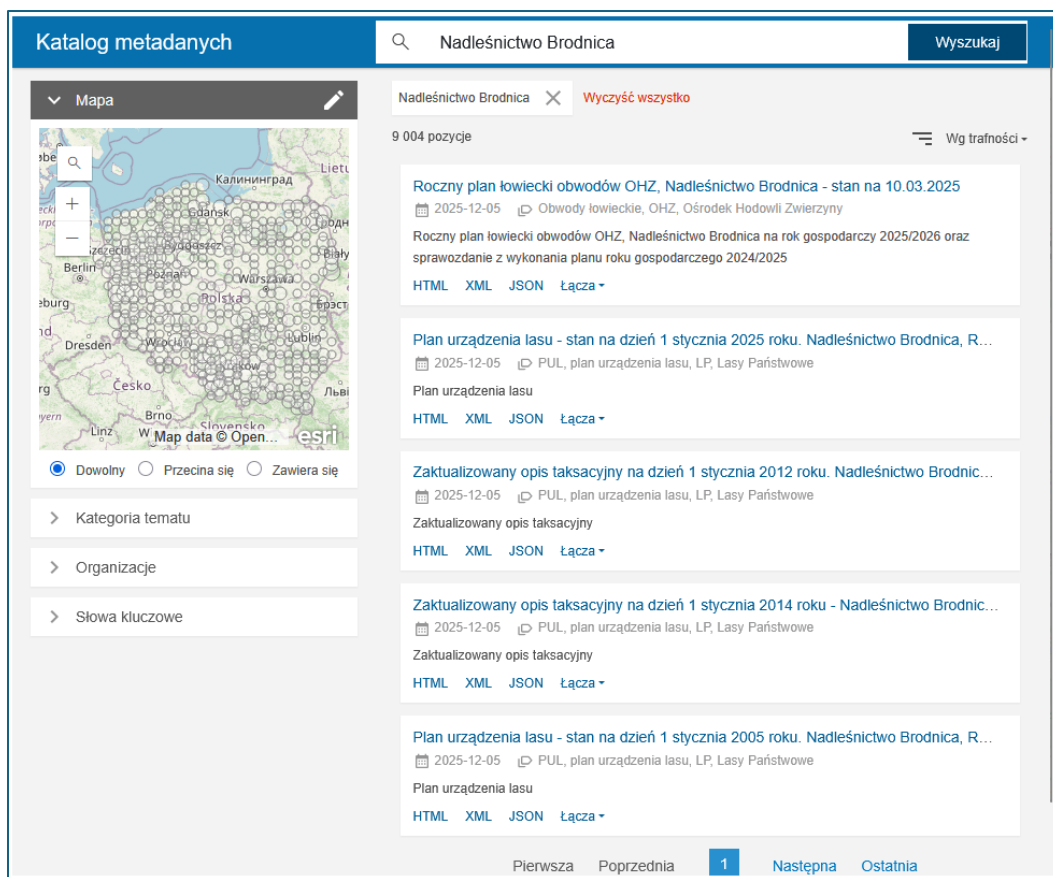 Katalog metadanych
Nadleśnictwo Brodnica
Wyszukaj
Mapa
Калининград
Lietu
Gdańsk
Szczecin
Bydgoszcz
Berlin
Poznań
Warszawa
Polska
Брэст
eburg
Dresden
Wrocław
Lublin
Kraków
Česko
Львi
Brno
Linz
Slovensko
Map data © Open...
esri
Dowolny
Przecina się
Zawiera się
Kategoria tematu
Organizacje
Słowa kluczowe
Nadleśnictwo Brodnica
Wyczyść wszystko
9 004 pozycje
Wg trafności
Roczny plan łowiecki obwodów OHZ, Nadleśnictwo Brodnica - stan na 10.03.2025
2025-12-05 Obwody łowieckie, OHZ, Ośrodek Hodowli Zwierzyny
Roczny plan łowiecki obwodów OHZ, Nadleśnictwo Brodnica na rok gospodarczy 2025/2026 oraz
sprawozdanie z wykonania planu roku gospodarczego 2024/2025
HTML XML JSON Łącza
Plan urządzenia lasu - stan na dzień 1 stycznia 2025 roku. Nadleśnictwo Brodnica, R...
2025-12-05 PUL, plan urządzenia lasu, LP, Lasy Państwowe
Plan urządzenia lasu
HTML XML JSON Łącza
Zaktualizowany opis taksacyjny na dzień 1 stycznia 2012 roku. Nadleśnictwo Brodnic...
2025-12-05 PUL, plan urządzenia lasu, LP, Lasy Państwowe
Zaktualizowany opis taksacyjny
HTML XML JSON Łącza
Zaktualizowany opis taksacyjny na dzień 1 stycznia 2014 roku - Nadleśnictwo Brodnic...
2025-12-05 PUL, plan urządzenia lasu, LP, Lasy Państwowe
Zaktualizowany opis taksacyjny
HTML XML JSON Łącza
Plan urządzenia lasu - stan na dzień 1 stycznia 2005 roku. Nadleśnictwo Brodnica, R...
2025-12-05 PUL, plan urządzenia lasu, LP, Lasy Państwowe
Plan urządzenia lasu
HTML XML JSON Łącza
Pierwsza Poprzednia 1 Następna Ostatnia